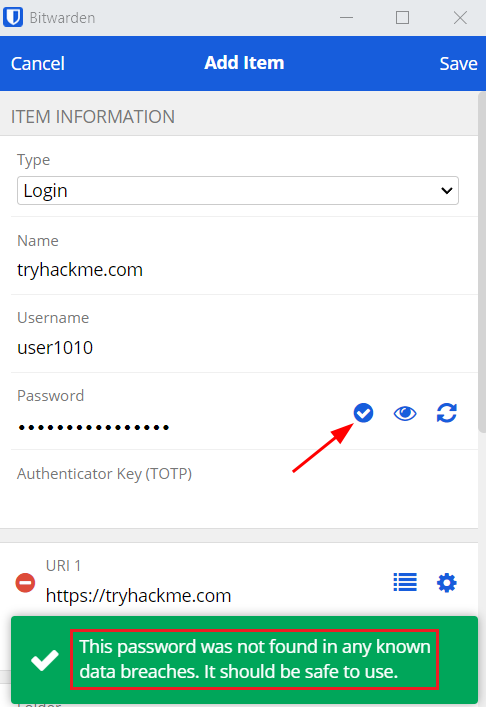 Bitwarden
Cancel
Add Item
Save
ITEM INFORMATION
Type
Login
Name
tryhackme.com
Username
user1010
Password
••••••••••••••••
Authenticator Key (TOTP)
URI 1
https://tryhackme.com
This password was not found in any known
data breaches. It should be safe to use.
Folder